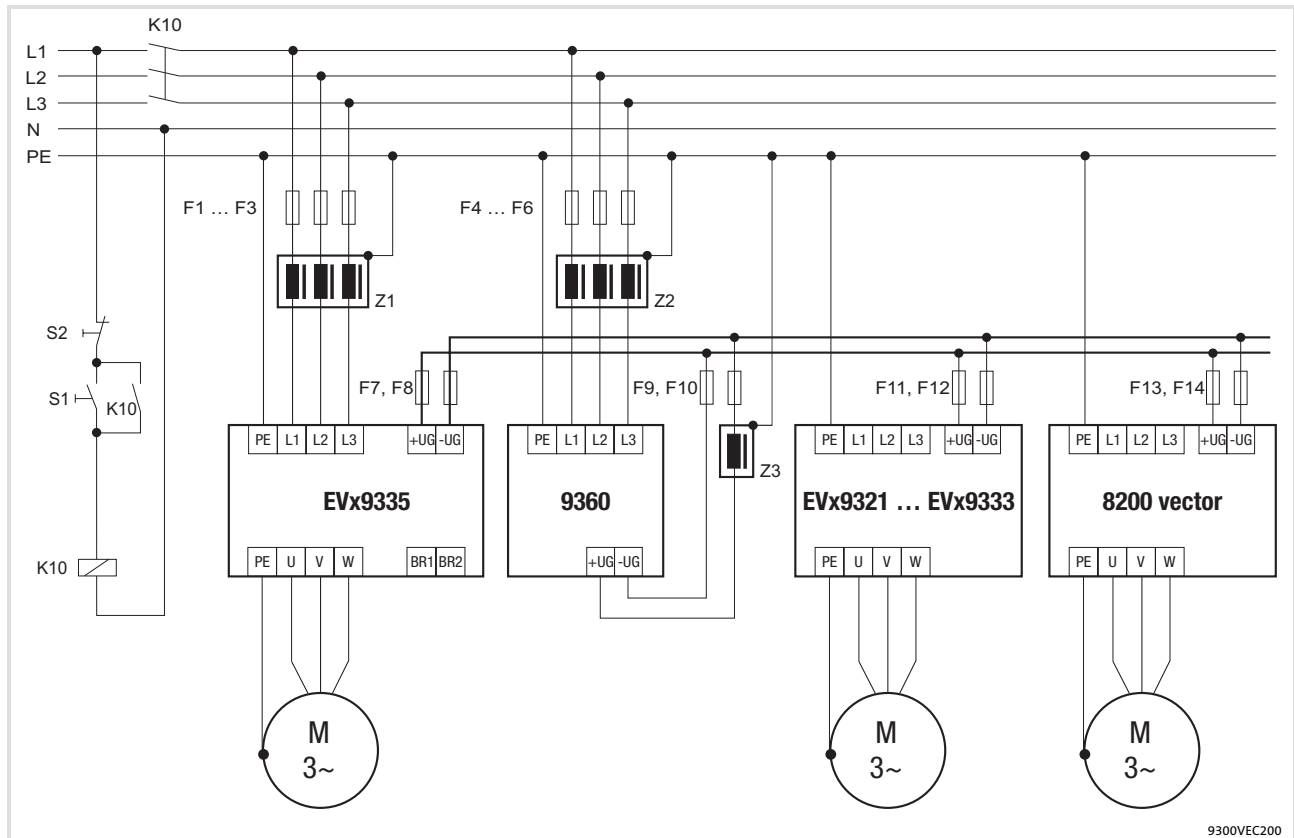 K10
L1
L2
L3
N
PE
F1 … F3
F4 … F6
Z1
Z2
S2
S1
K10
F7, F8
F9, F10
F11, F12
F13, F14
PE L1 L2 L3 +UG -UG
PE L1 L2 L3
Z3
PE L1 L2 L3 +UG -UG
PE L1 L2 L3 +UG -UG
EVx9335
9360
EVx9321 … EVx9333
8200 vector
K10
PE U V W BR1 BR2
+UG -UG
PE U V W
PE U V W
M
3~
M
3~
M
3~
9300VEC200